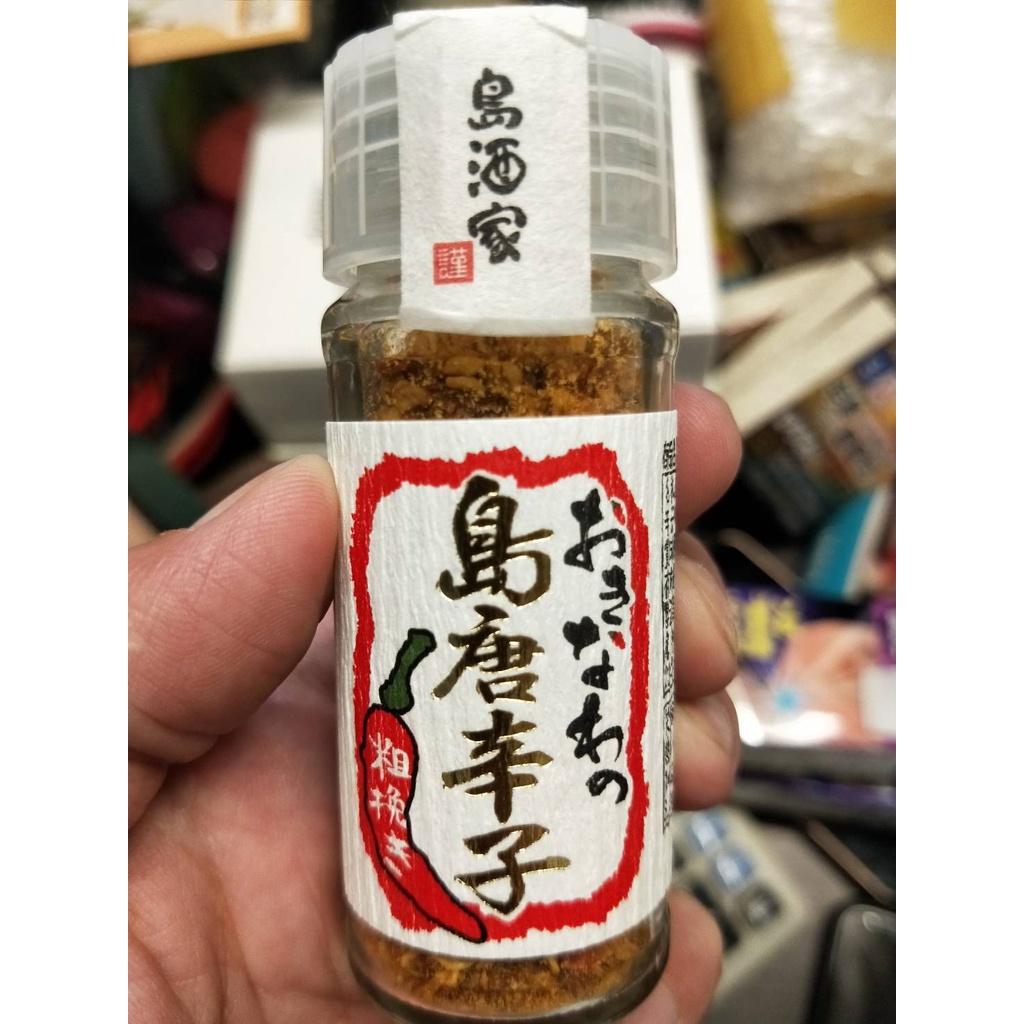 島酒家
謹
おきなわの
島唐辛子
粗挽き